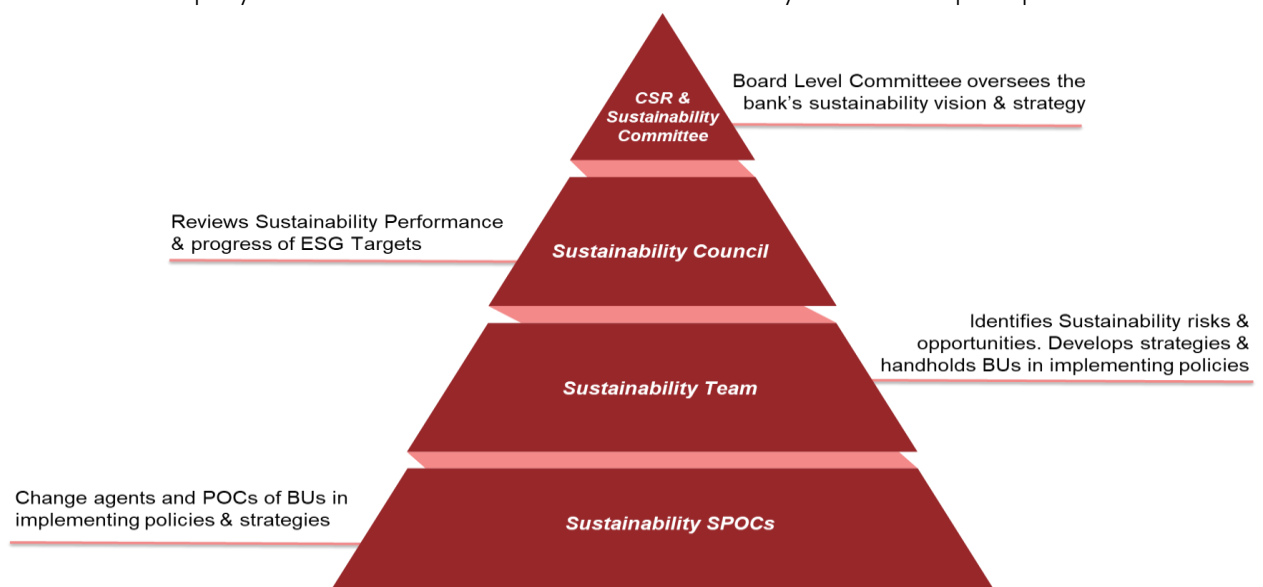 CSR &
Sustainability
Committee
Board Level Committeee oversees the
bank's sustainability vision & strategy
Reviews Sustainability Performance
& progress of ESG Targets
Sustainability Council
Identifies Sustainability risks &
opportunities. Develops strategies &
handholds BUs in implementing policies
Sustainability Team
Change agents and POCs of BUs in
implementing policies & strategies
Sustainability SPOCs